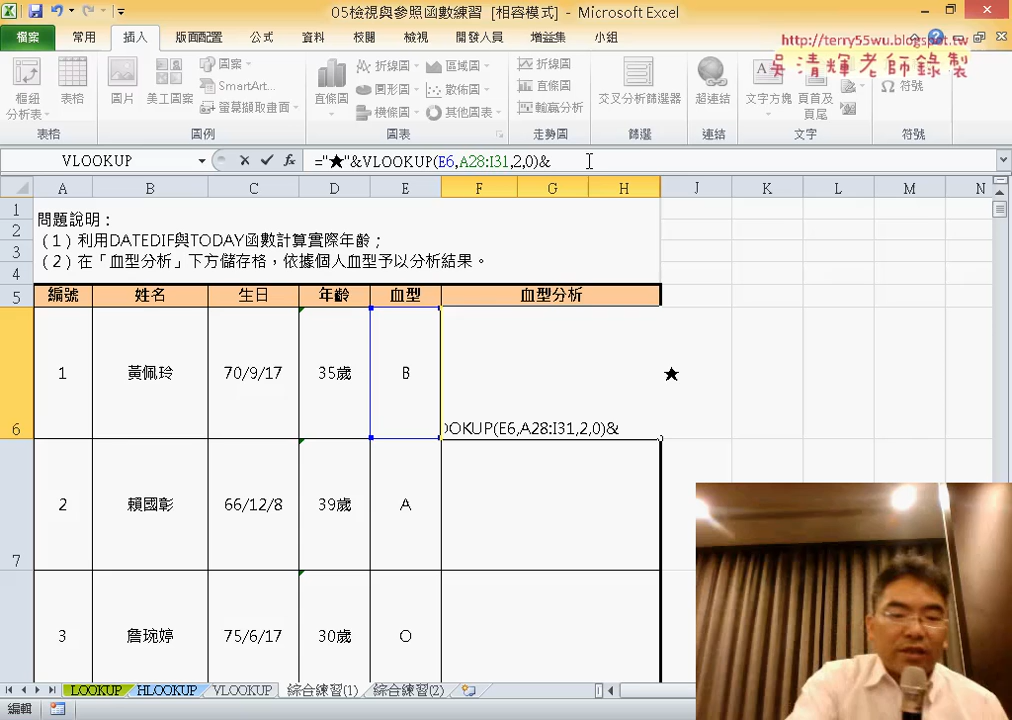 05檢視與參照函數練習 [相容模式] - Microsoft Excel
檔案 常用 插入 版面配置 公式 資料 校閱 檢視 開發人員 增益集 小組
http://terry55wu.blogspot.tw
吳清輝老師錄製
樞紐分析表 表格 圖片 美工圖案 圖案 SmartArt... 螢幕擷取畫面 直條圖 折線圖 圓形圖 橫條圖 區域圖 散佈圖 其他圖表 折線圖 直條圖 輸贏分析 交叉分析篩選器 超連結 文字方塊 頁首及頁尾 Ω 符號
表格 圖例 圖表 走勢圖 篩選 連結 文字 符號
VLOOKUP fx ="★"&VLOOKUP(E6,A28:I31,2,0)&
A B C D E F G H J K L M N
1
2
3
4
5
6
7
問題說明：
（1）利用DATEDIF與TODAY函數計算實際年齡；
（2）在「血型分析」下方儲存格，依據個人血型予以分析結果。
編號 姓名 生日 年齡 血型 血型分析
1 黃佩玲 70/9/17 35歲 B ★
OOKUP(E6,A28:I31,2,0)&
2 賴國彰 66/12/8 39歲 A
3 詹琬婷 75/6/17 30歲 O
LOOKUP HLOOKUP VLOOKUP 綜合練習(1) 綜合練習(2)
編輯